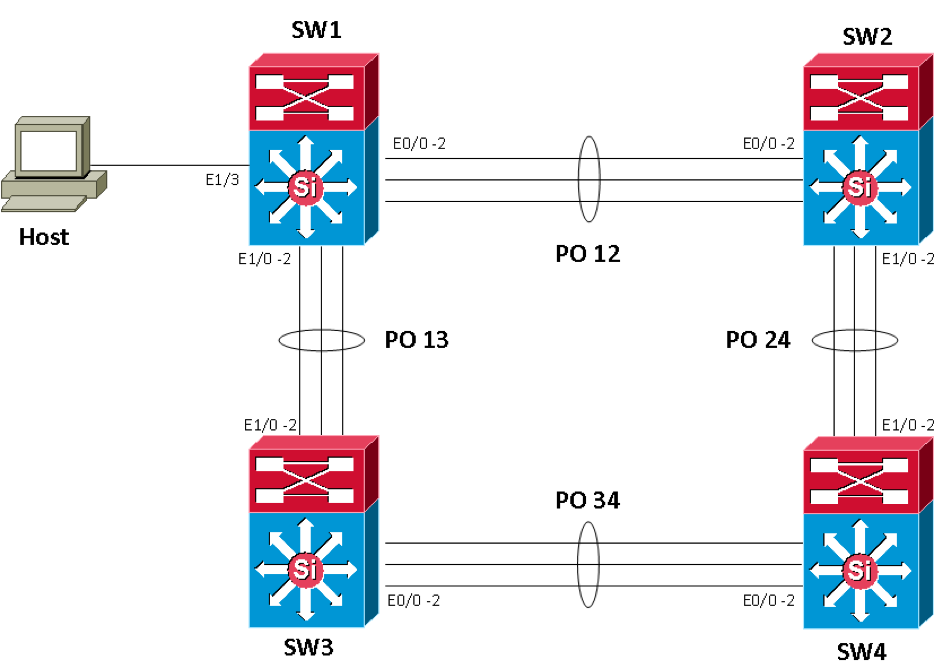 SW1
SW2
E0/0 -2
E0/0 -2
Si
Si
E1/3
Host
PO 12
E1/0 -2
E1/0 -2
PO 13
PO 24
E1/0 -2
E1/0 -2
PO 34
Si
Si
E0/0 -2
E0/0 -2
SW3
SW4